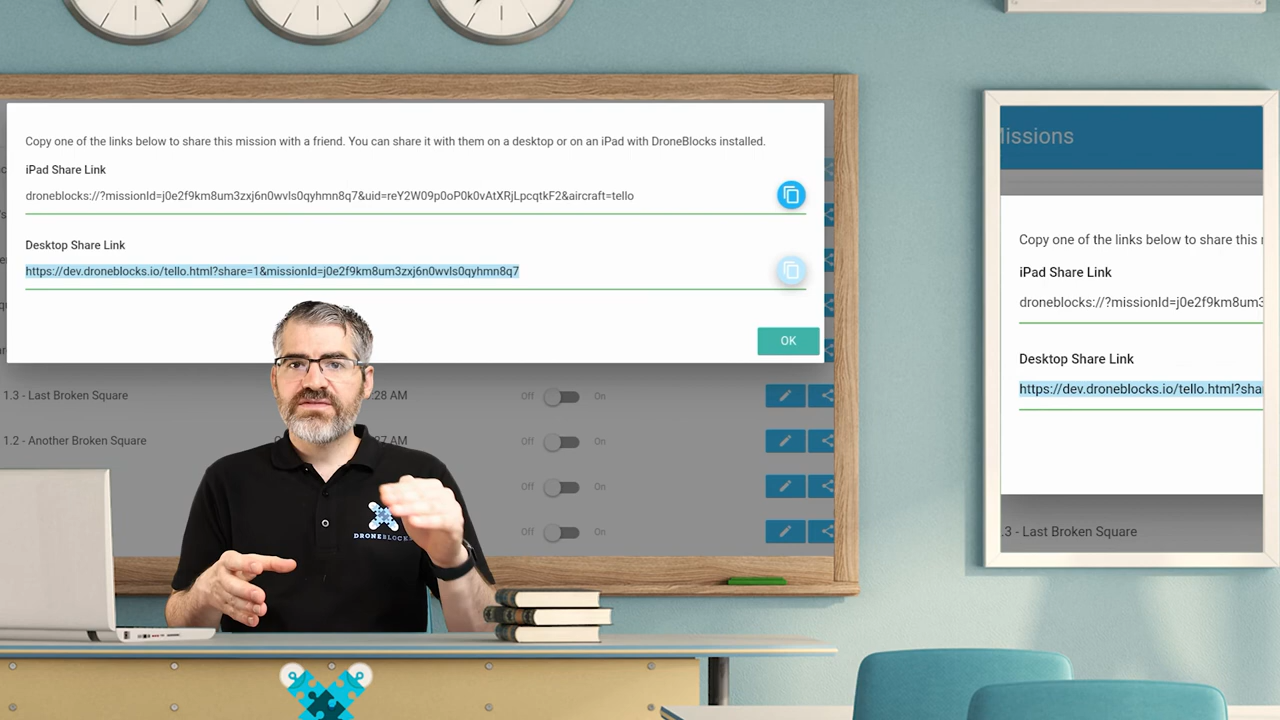 Copy one of the links below to share this mission with a friend. You can share it with them on a desktop or on an iPad with DroneBlocks installed.
iPad Share Link
droneblocks://?missionId=j0e2f9km8um3zxj6n0wvls0qyhmn8q7&uid=reY2W09p0oP0k0vAtXRjLpcqtkF2&aircraft=tello
Desktop Share Link
https://dev.droneblocks.io/tello.html?share=1&missionId=j0e2f9km8um3zxj6n0wvls0qyhmn8q7
OK
1.3 - Last Broken Square :28 AM Off On
1.2 - Another Broken Square AM Off On
Off On
Off On
DRONEBLOCK
Missions
Copy one of the links below to share this
iPad Share Link
droneblocks://?missionId=j0e2f9km8um3
Desktop Share Link
https://dev.droneblocks.io/tello.html?sha
.3 - Last Broken Square